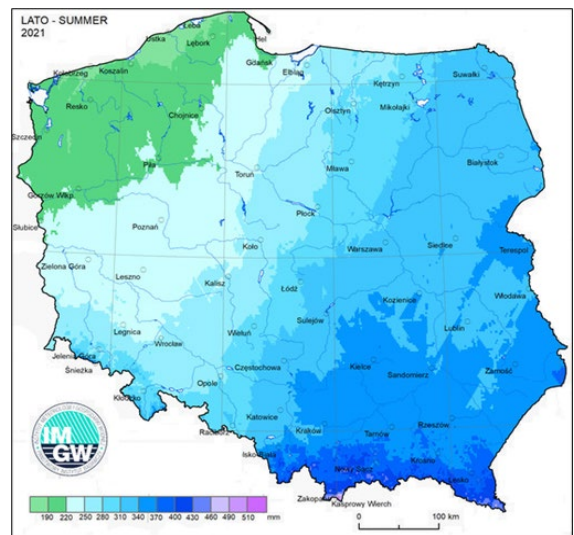 LATO - SUMMER
2021
Łeba
Hel
Ustka
Lębork
Gdańsk
Koszalin
Kołobrzeg
Elbląg
Kętrzyn
Suwałki
Resko
Olsztyn
Mikołajki
Chojnice
Szczecin
Piła
Białystok
Toruń
Mława
Gorzów Wlkp.
Płock
Słubice
Poznań
Koło
Warszawa
Siedlce
Terespol
Zielona Góra
Leszno
Kalisz
Łódź
Kozienice
Włodawa
Legnica
Wieluń
Sulejów
Lublin
Wrocław
Jelenia Góra
Śnieżka
Częstochowa
Kielce
Sandomierz
Zamość
Opole
Kłodzko
Katowice
Kraków
Tarnów
Rzeszów
Racibórz
Bielsko-Biała
Nowy Sącz
Krosno
Lesko
Zakopane
Kasprowy Wierch
IM
GW
190 220 250 280 310 340 370 400 430 460 490 510 mm
0 100 km